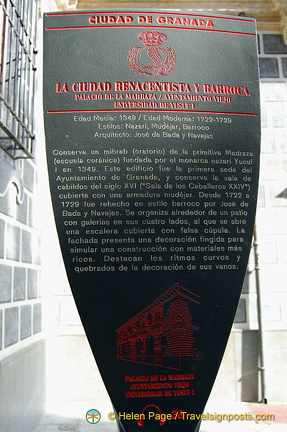 CIUDAD DE GRANADA
LA CIUDAD RENACENTISTA Y BARROCA
PALACIO DE LA MADRAZA / AYUNTAMIENTO VIEJO
UNIVERSIDAD DE YUSUF I
Edad Media: 1349 / Edad Moderna: 1722-1729
Estilos: Nazarí, Mudéjar, Barroco
Arquitecto: José de Bada y Navajas
Conserva un mihrab (oratorio) de la primitiva Madraza
(escuela coránica) fundada por el monarca nazarí Yusuf
I en 1349. Este edificio fue la primera sede del
Ayuntamiento de Granada, y conserva la sala de
cabildos del siglo XVI ("Sala de los Caballeros XXIV")
cubierta con una armadura mudéjar. Desde 1722 a
1729 fue rehecho en estilo barroco por José de
Bada y Navajas. Se organiza alrededor de un patio
con galerías en sus cuatro lados, al que se abre
una escalera cubierta con falsa cúpula. La
fachada presenta una decoración fingida para
simular una construcción con materiales más
ricos. Destacan los ritmos curvos y
quebrados de la decoración de sus vanos.
PALACIO DE LA MADRAZA
AYUNTAMIENTO VIEJO
UNIVERSIDAD DE YUSUF I
© Helen Page / Travelsignposts.com